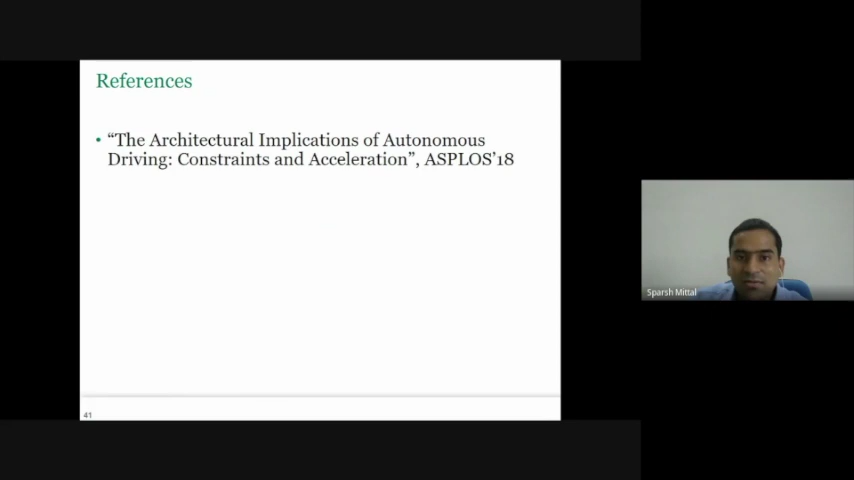 References
• “The Architectural Implications of Autonomous
Driving: Constraints and Acceleration”, ASPLOS’18
Sparsh Mittal
41